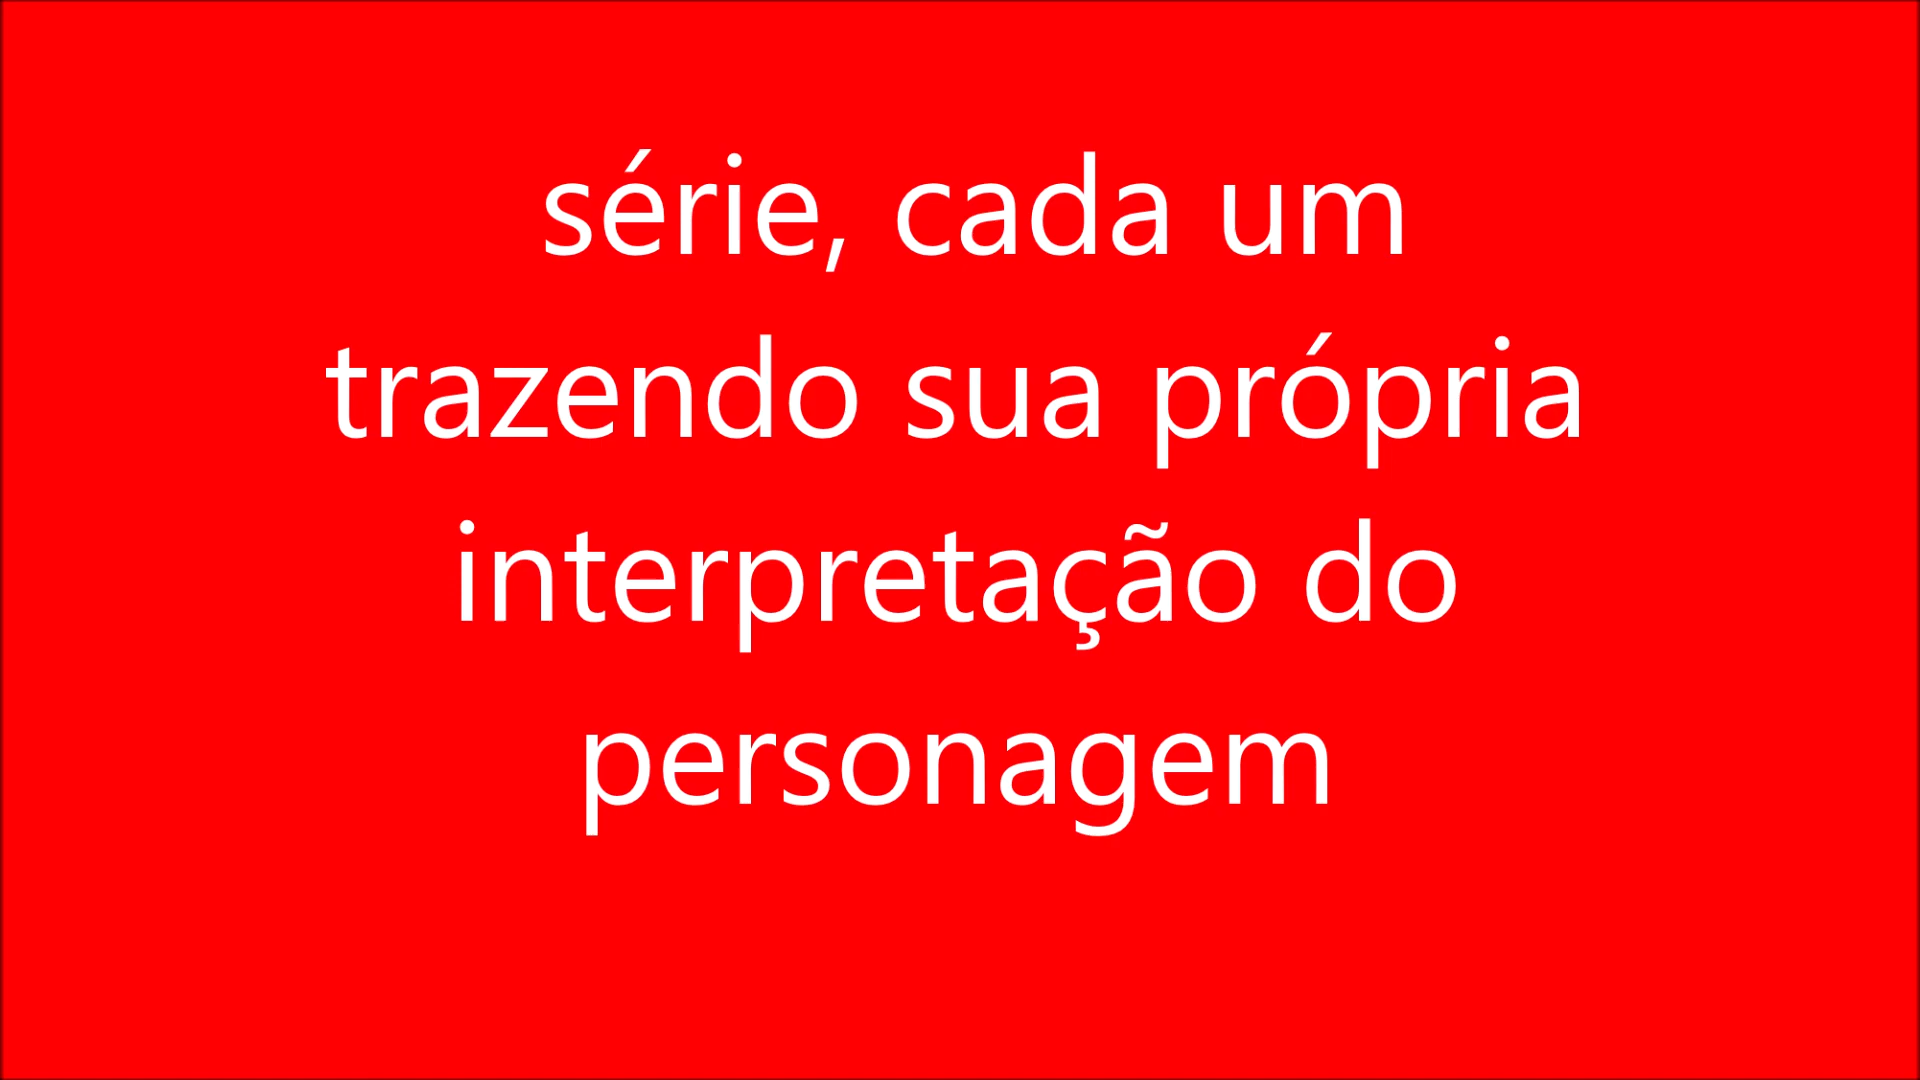 série, cada um
trazendo sua própria
interpretação do
personagem